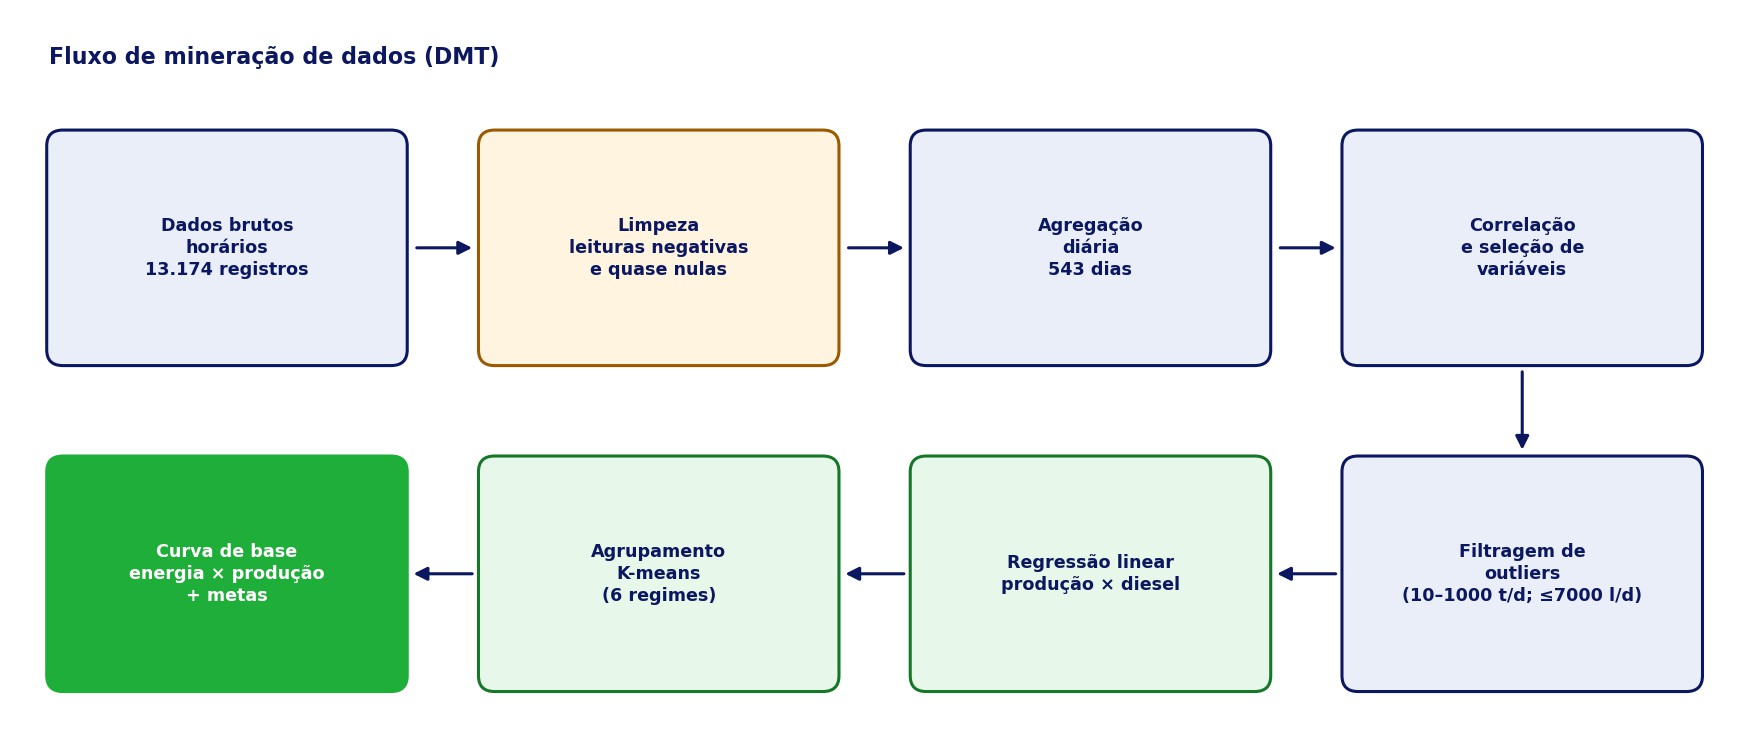 Fluxo de mineração de dados (DMT)
Dados brutos
horários
13.174 registros
Limpeza
leituras negativas
e quase nulas
Agregação
diária
543 dias
Correlação
e seleção de
variáveis
Filtragem de
outliers
(10–1000 t/d; ≤7000 l/d)
Regressão linear
produção × diesel
Agrupamento
K-means
(6 regimes)
Curva de base
energia × produção
+ metas